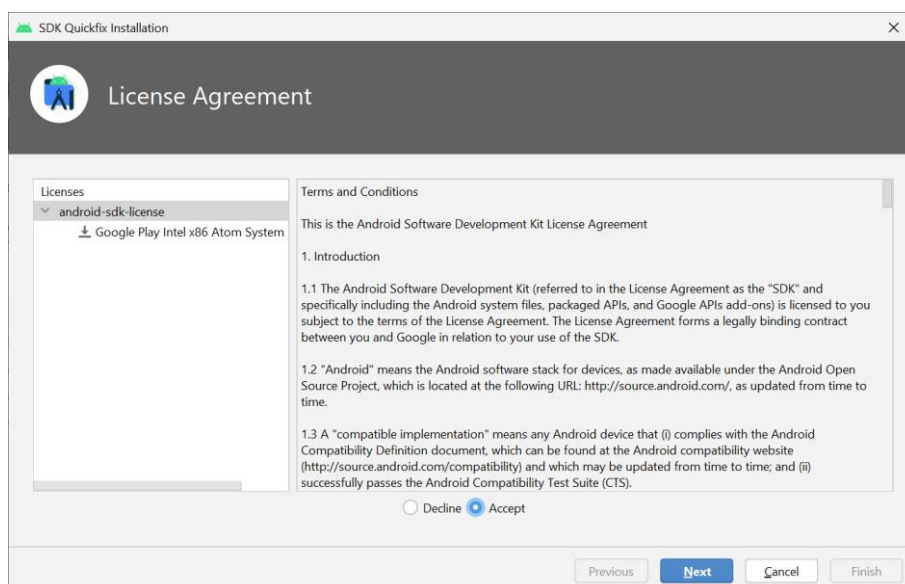 SDK Quickfix Installation
License Agreement
Licenses
android-sdk-license
Google Play Intel x86 Atom System
Terms and Conditions
This is the Android Software Development Kit License Agreement
1. Introduction
1.1 The Android Software Development Kit (referred to in the License Agreement as the "SDK" and
specifically including the Android system files, packaged APIs, and Google APIs add-ons) is licensed to you
subject to the terms of the License Agreement. The License Agreement forms a legally binding contract
between you and Google in relation to your use of the SDK.
1.2 "Android" means the Android software stack for devices, as made available under the Android Open
Source Project, which is located at the following URL: http://source.android.com/, as updated from time to
time.
1.3 A "compatible implementation" means any Android device that (i) complies with the Android
Compatibility Definition document, which can be found at the Android compatibility website
(http://source.android.com/compatibility) and which may be updated from time to time; and (ii)
successfully passes the Android Compatibility Test Suite (CTS).
Decline Accept
Previous Next Cancel Finish